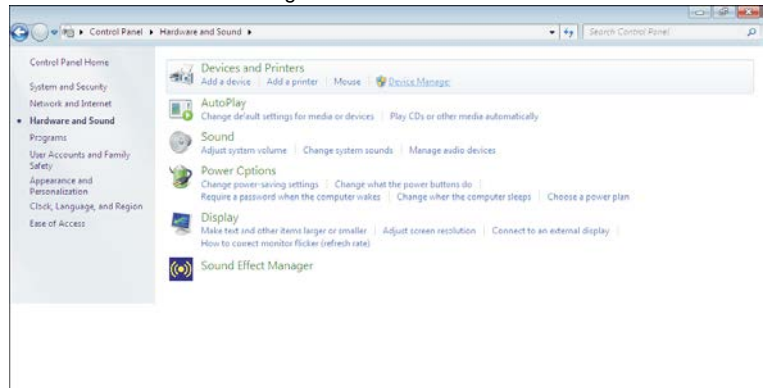 Control Panel ▸ Hardware and Sound ▸
Search Control Panel
Control Panel Home
System and Security
Network and Internet
Hardware and Sound
Programs
User Accounts and Family
Safety
Appearance and
Personalization
Clock, Language, and Region
Ease of Access
Devices and Printers
Add a device | Add a printer | Mouse | Device Manager
AutoPlay
Change default settings for media or devices | Play CDs or other media automatically
Sound
Adjust system volume | Change system sounds | Manage audio devices
Power Options
Change power-saving settings | Change what the power buttons do |
Require a password when the computer wakes | Change when the computer sleeps | Choose a power plan
Display
Make text and other items larger or smaller | Adjust screen resolution | Connect to an external display |
How to correct monitor flicker (refresh rate)
Sound Effect Manager